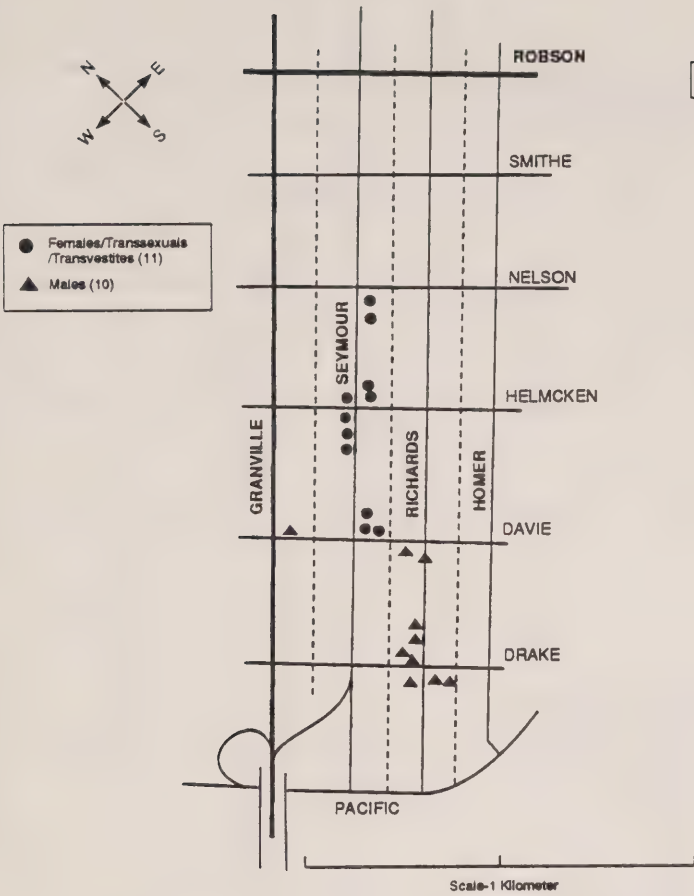 ROBSON
N
E
W
S
SMITHE
Females/Transsexuals
/Transvestites (11)
Males (10)
NELSON
SEYMOUR
HELMCKEN
GRANVILLE
RICHARDS
HOMER
DAVIE
DRAKE
PACIFIC
Scale-1 Kilometer